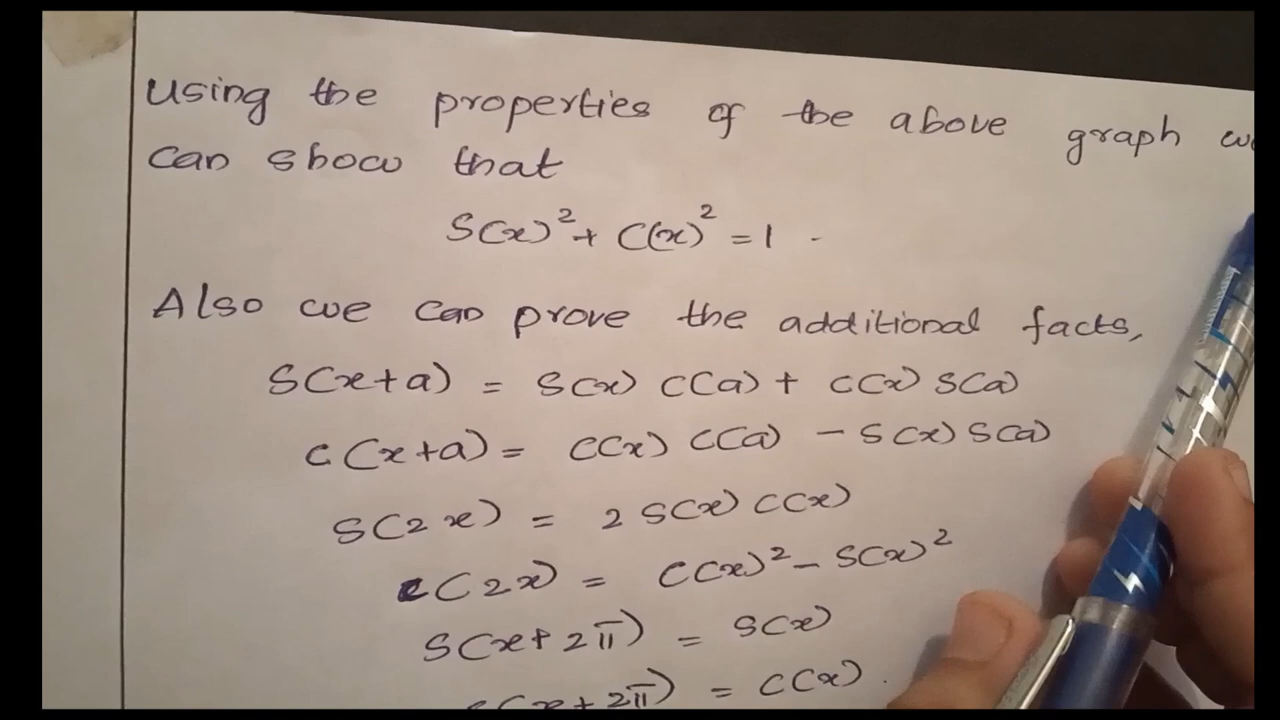 Using the properties of the above graph we
can show that
S(x)² + C(x)² = 1 .
Also we can prove the additional facts,
S(x+a) = S(x) C(a) + C(x) S(a)
C(x+a) = C(x) C(a) - S(x) S(a)
S(2x) = 2 S(x) C(x)
C(2x) = C(x)² - S(x)²
S(x+2π) = S(x)
C(x+2π) = C(x).